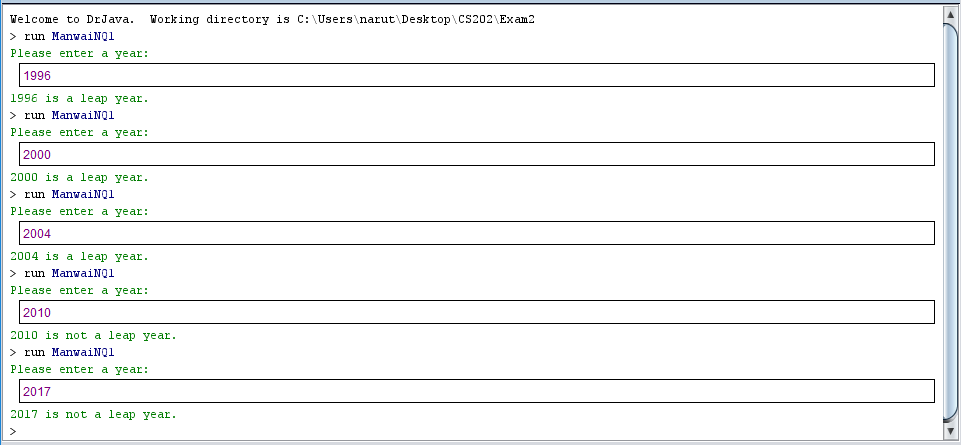 Welcome to DrJava.  Working directory is C:\Users\narut\Desktop\CS202\Exam2
> run ManwaiNQ1
Please enter a year:
1996
1996 is a leap year.
> run ManwaiNQ1
Please enter a year:
2000
2000 is a leap year.
> run ManwaiNQ1
Please enter a year:
2004
2004 is a leap year.
> run ManwaiNQ1
Please enter a year:
2010
2010 is not a leap year.
> run ManwaiNQ1
Please enter a year:
2017
2017 is not a leap year.
>